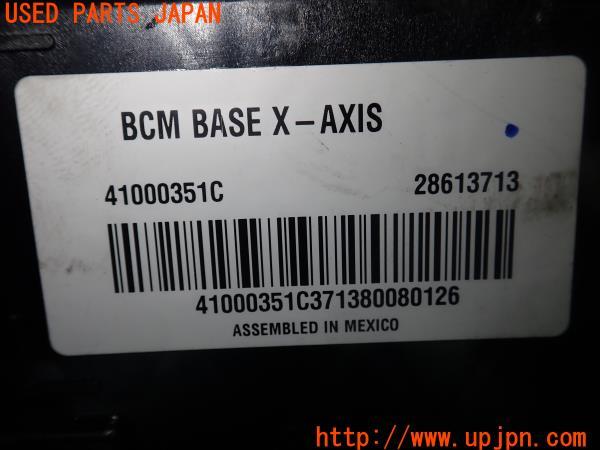 USED PARTS JAPAN
BCM BASE X-AXIS
41000351C 28613713
41000351C371380080126
ASSEMBLED IN MEXICO
http://www.upjpn.com